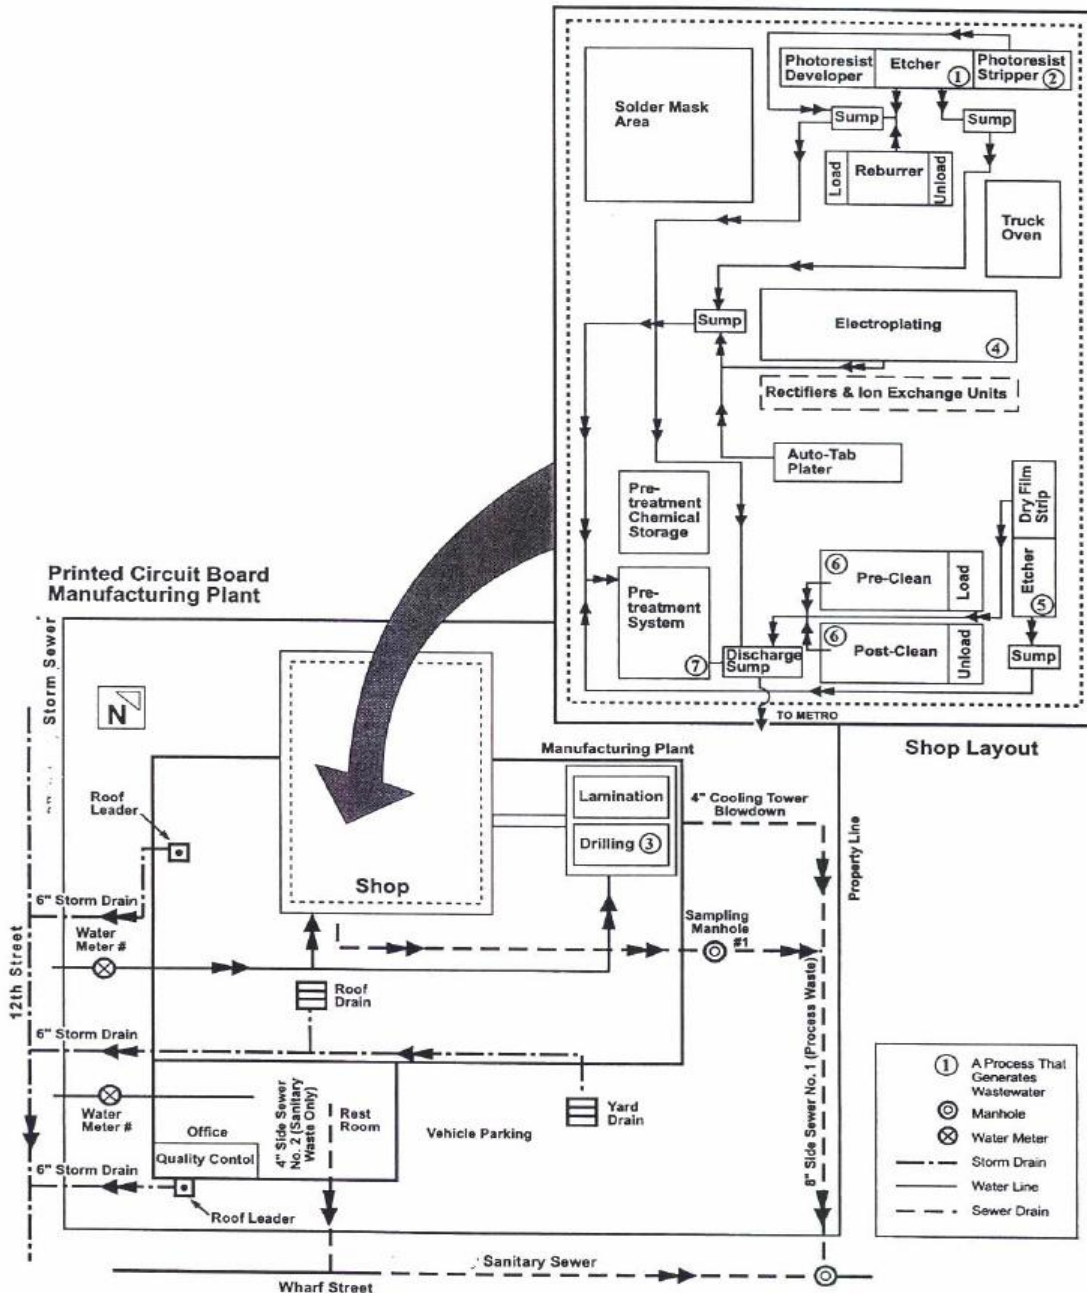 Photoresist
Developer
Etcher
1
Photoresist
Stripper
2
Solder Mask
Area
Sump
Sump
Load
Reburrer
Unload
Truck
Oven
Sump
Electroplating
4
Rectifiers & Ion Exchange Units
Auto-Tab
Plater
Pre-
treatment
Chemical
Storage
Dry Film
Strip
Etcher
5
Pre-
treatment
System
6
Pre-Clean
Load
6
Post-Clean
Unload
7
Discharge
Sump
Sump
TO METRO
Shop Layout
Printed Circuit Board
Manufacturing Plant
Storm Sewer
N
Manufacturing Plant
Lamination
Drilling
3
4" Cooling Tower
Blowdown
Property Line
Roof
Leader
Shop
6" Storm Drain
Sampling
Manhole
#1
Water
Meter #
12th Street
Roof
Drain
6" Storm Drain
8" Side Sewer No. 1 (Process Waste)
Water
Meter #
Office
Quality Contol
4" Side Sewer
No. 2 (Sanitary
Waste Only)
Rest
Room
Vehicle Parking
Yard
Drain
6" Storm Drain
Roof Leader
1
A Process That
Generates
Wastewater
Manhole
Water Meter
Storm Drain
Water Line
Sewer Drain
Sanitary Sewer
Wharf Street